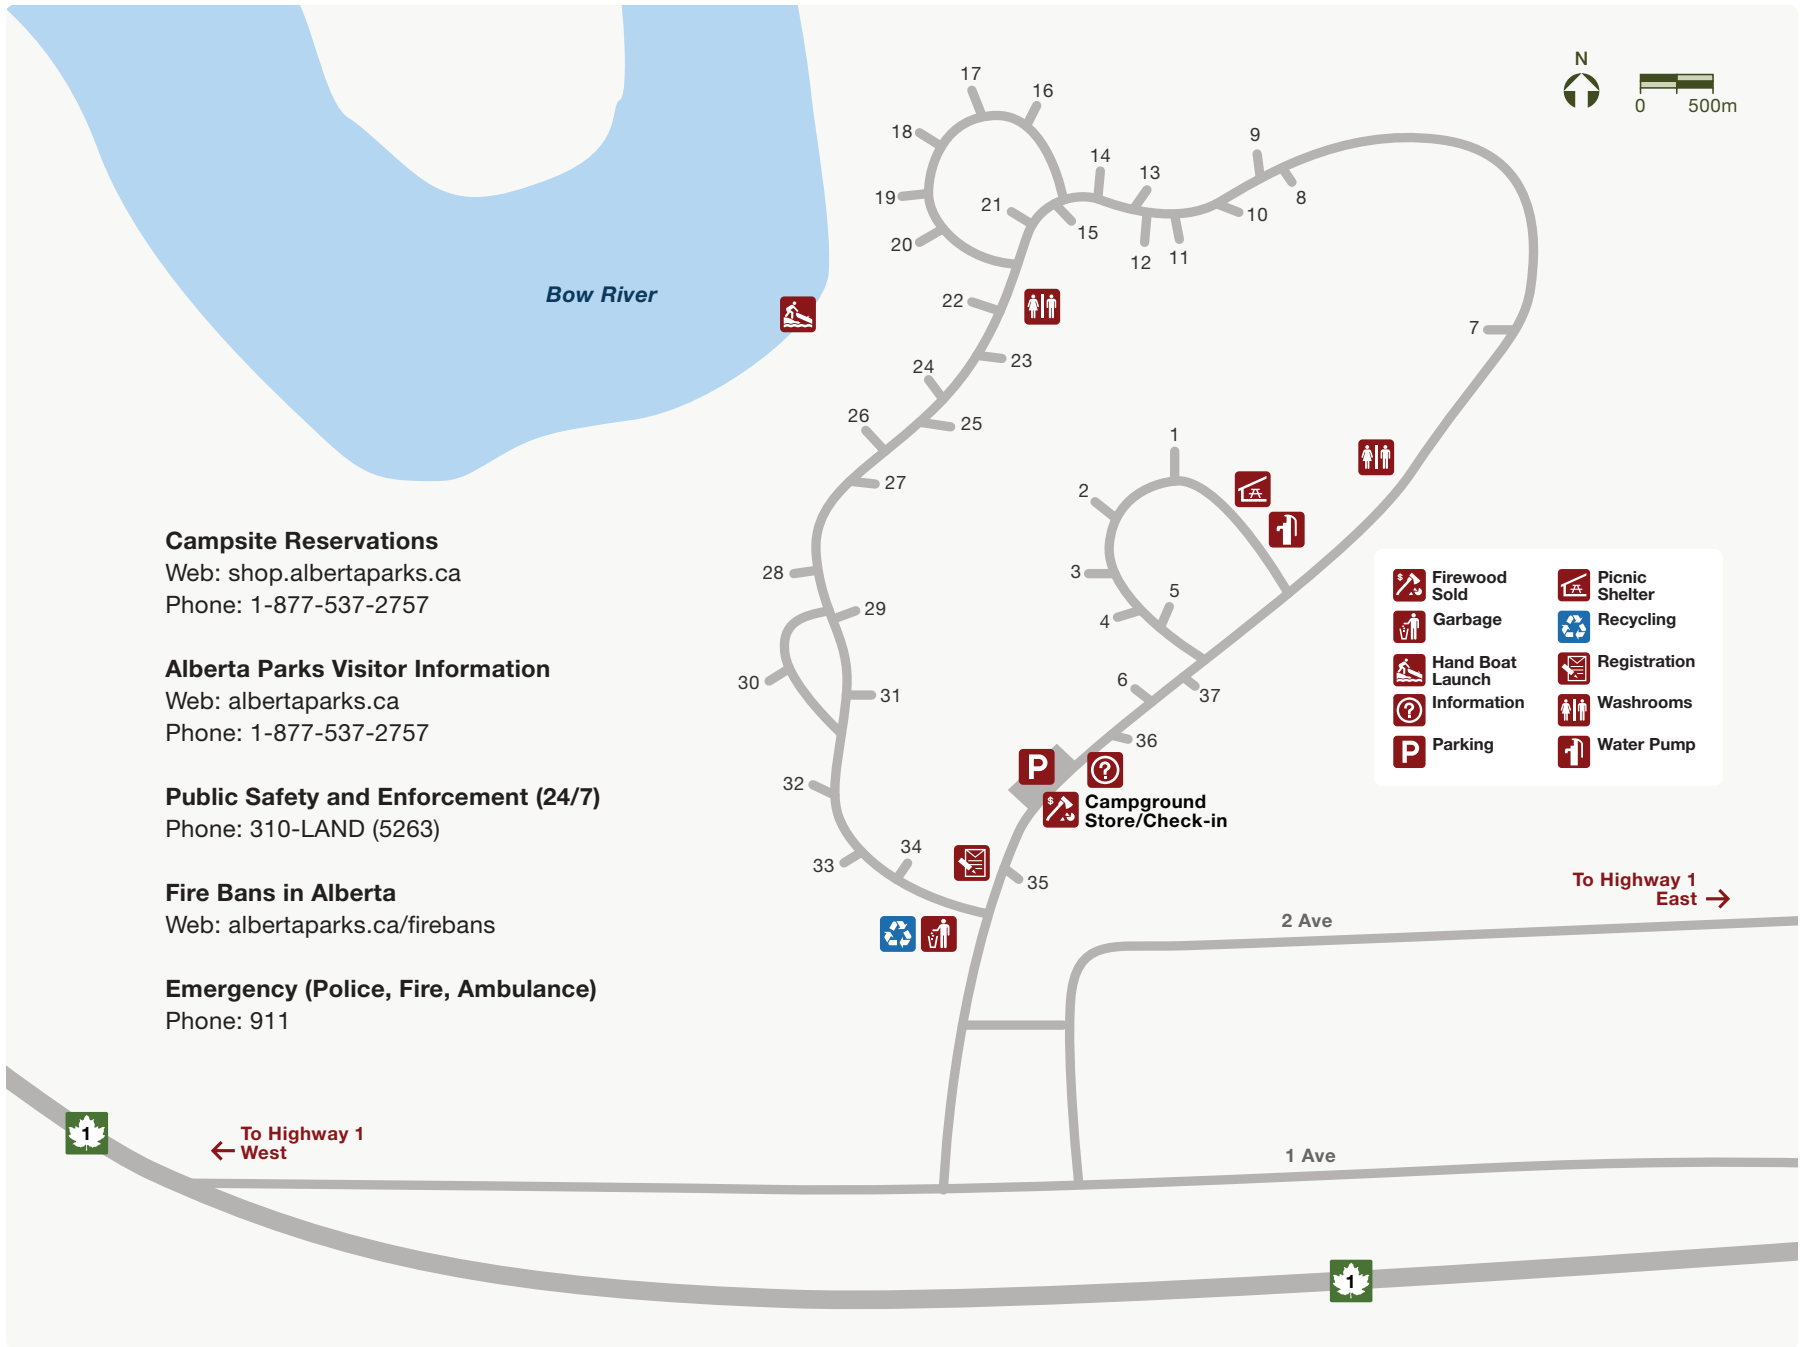 N
0 500m
17
16
18
9
14
13
19
21
8
10
15
20
12
11
Bow River
22
7
23
24
26
25
1
27
2
Campsite Reservations
Web: shop.albertaparks.ca
Phone: 1-877-537-2757
28
3
5
29
4
Firewood
Sold
Picnic
Shelter
Garbage
Recycling
Hand Boat
Launch
Registration
Information
Washrooms
P
Parking
Water Pump
Alberta Parks Visitor Information
Web: albertaparks.ca
Phone: 1-877-537-2757
30
31
6
37
36
P
?
$
Campground
Store/Check-in
32
Public Safety and Enforcement (24/7)
Phone: 310-LAND (5263)
34
33
35
Fire Bans in Alberta
Web: albertaparks.ca/firebans
To Highway 1
East
2 Ave
Emergency (Police, Fire, Ambulance)
Phone: 911
1
To Highway 1
West
1 Ave
1